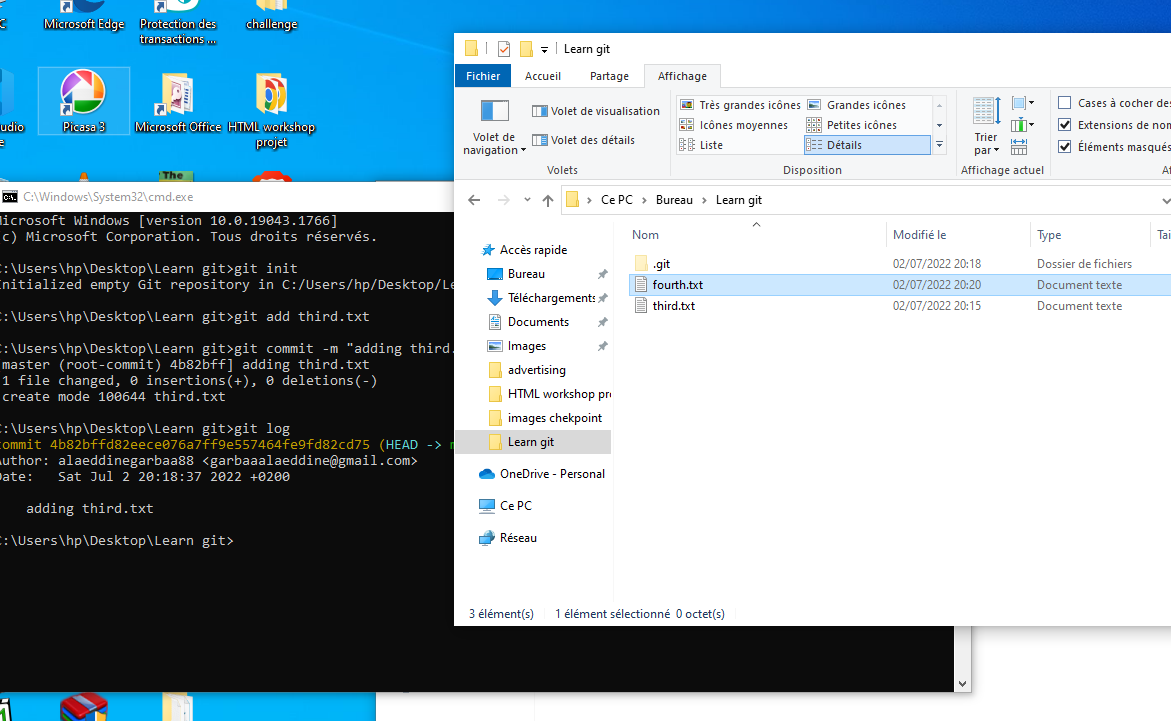 Microsoft Edge
Protection des
transactions ...
challenge
Picasa 3
Microsoft Office
HTML workshop
projet
The
C:\Windows\System32\cmd.exe
icrosoft Windows [version 10.0.19043.1766]
c) Microsoft Corporation. Tous droits réservés.
:\Users\hp\Desktop\Learn git>git init
nitialized empty Git repository in C:/Users/hp/Desktop/Le
:\Users\hp\Desktop\Learn git>git add third.txt
:\Users\hp\Desktop\Learn git>git commit -m "adding third.
master (root-commit) 4b82bff] adding third.txt
1 file changed, 0 insertions(+), 0 deletions(-)
create mode 100644 third.txt
:\Users\hp\Desktop\Learn git>git log
commit 4b82bffd82eece076a7ff9e557464fe9fd82cd75 (HEAD -> m
Author: alaeddinegarbaa88 <garbaaalaeddine@gmail.com>
Date:   Sat Jul 2 20:18:37 2022 +0200
adding third.txt
:\Users\hp\Desktop\Learn git>
Learn git
Fichier Accueil Partage Affichage
Volet de
navigation
Volet de visualisation
Volet des détails
Volets
Très grandes icônes Grandes icônes
Icônes moyennes Petites icônes
Liste Détails
Disposition
Trier
par
Affichage actuel
Cases à cocher des
Extensions de nom
Éléments masqués
Af
Ce PC > Bureau > Learn git
Nom Modifié le Type Tai
.git 02/07/2022 20:18 Dossier de fichiers
fourth.txt 02/07/2022 20:20 Document texte
third.txt 02/07/2022 20:15 Document texte
Accès rapide
Bureau
Téléchargements
Documents
Images
advertising
HTML workshop pro
images chekpoint
Learn git
OneDrive - Personal
Ce PC
Réseau
3 élément(s) 1 élément sélectionné 0 octet(s)